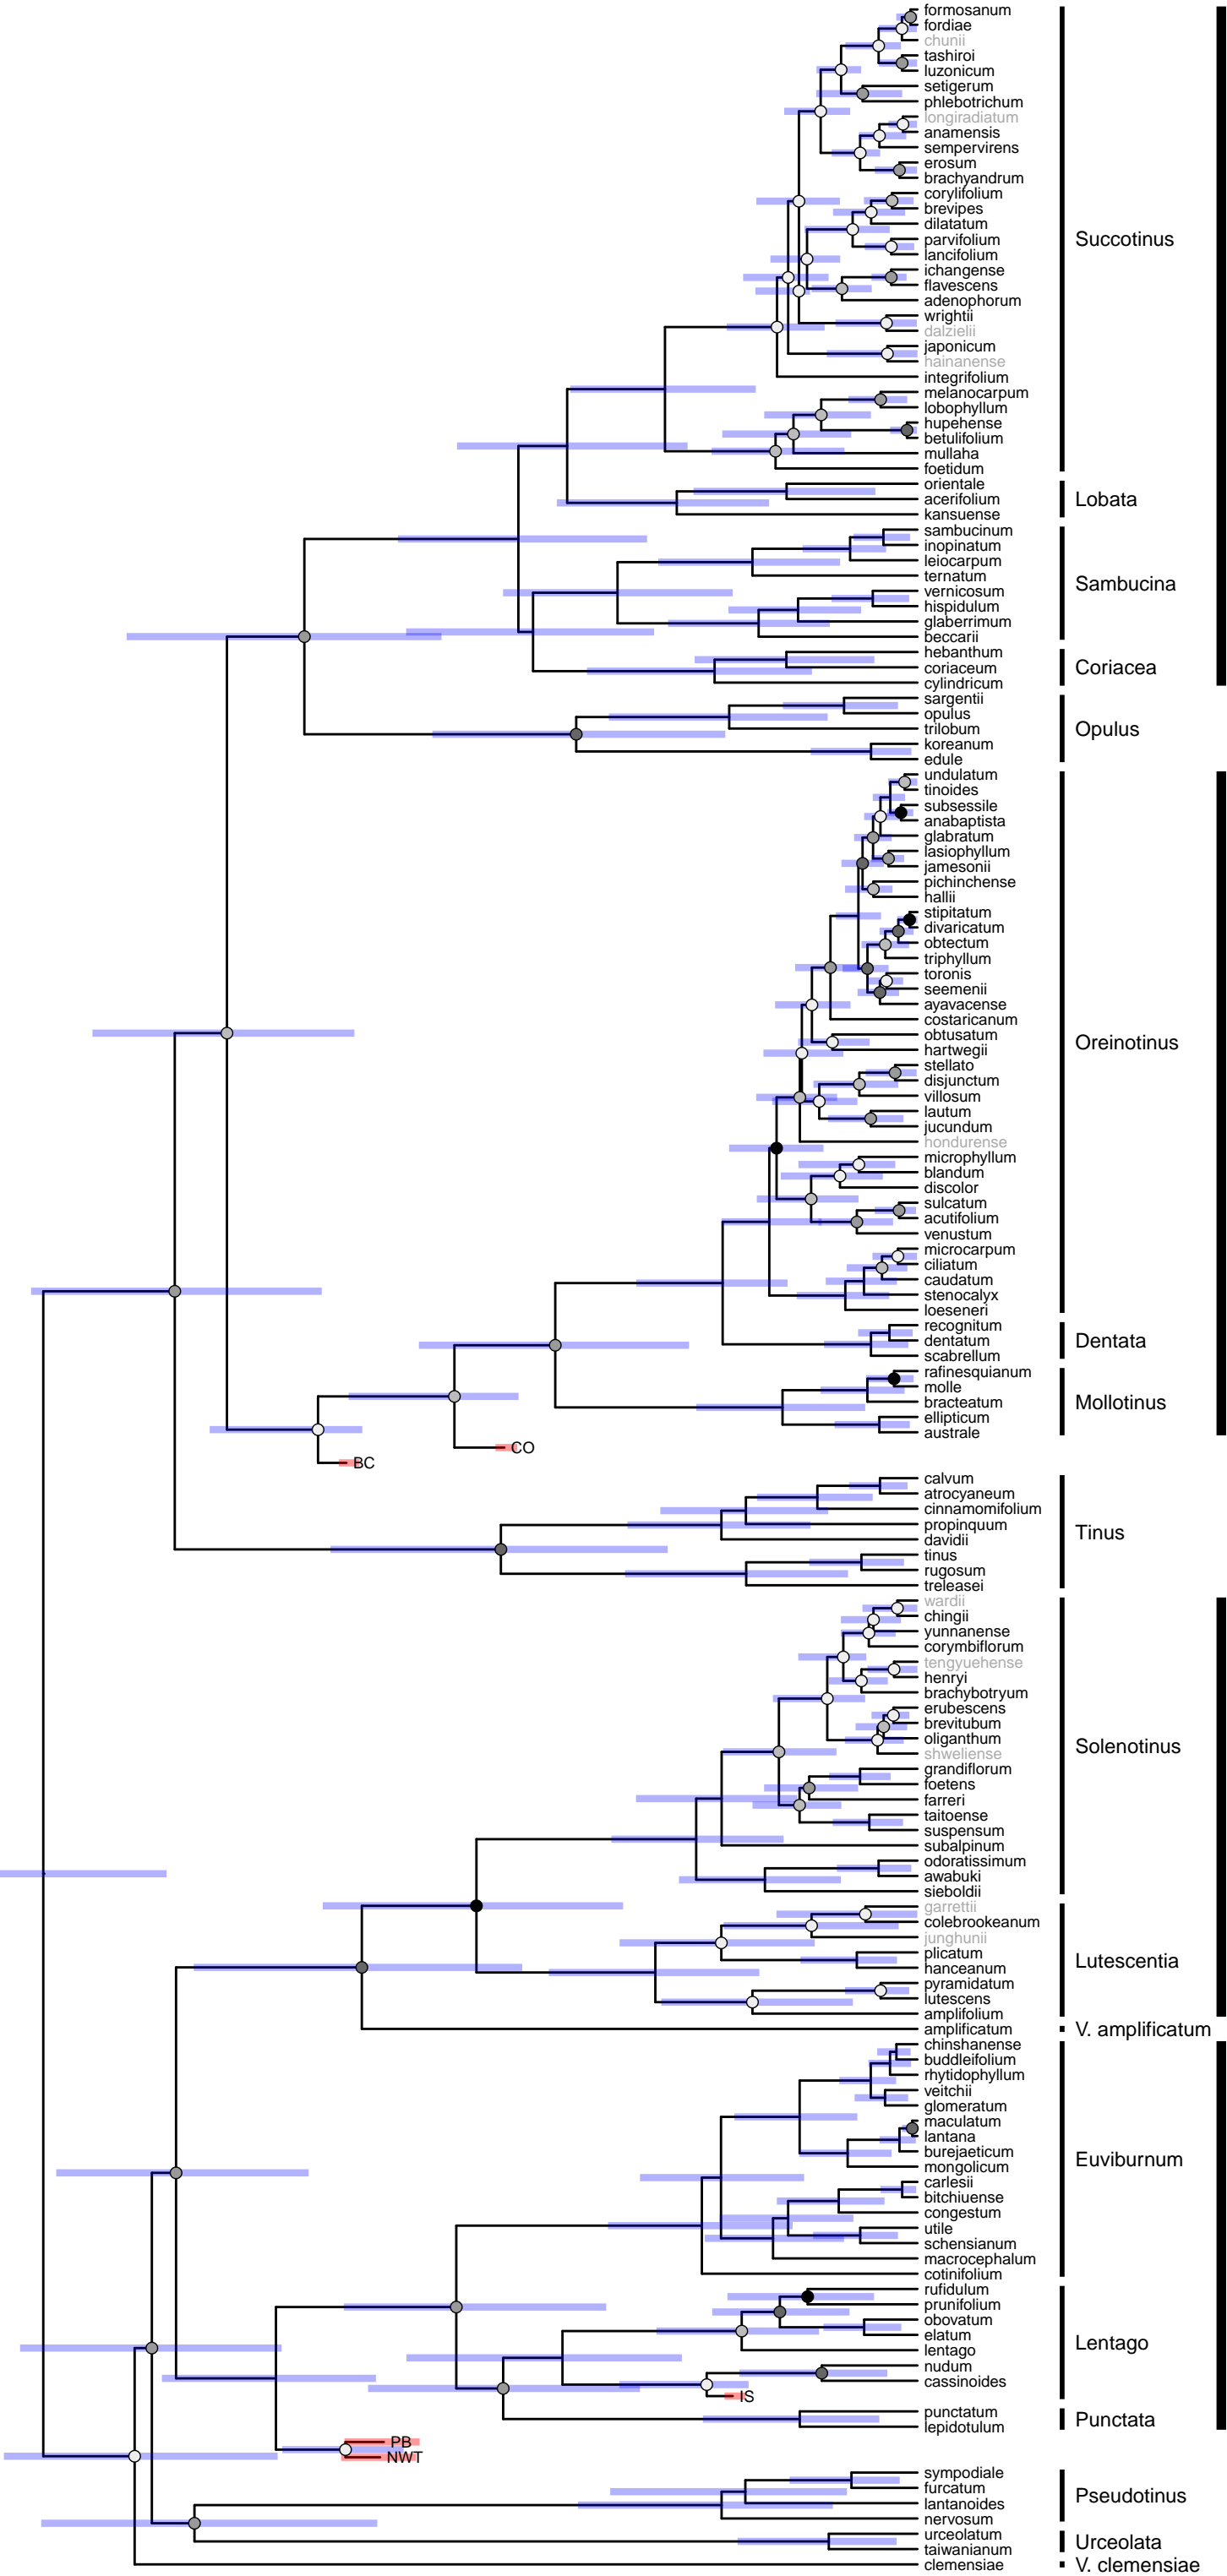 formosanum
fordiae
chunii
tashiroi
luzonicum
setigerum
phlebotrichum
longiradiatum
anamensis
sempervirens
erosum
brachyandrum
corylifolium
brevipes
dilatatum
parvifolium
lancifolium
ichangense
flavescens
adenophorum
wrightii
dalzielii
japonicum
hainanense
integrifolium
melanocarpum
lobophyllum
hupehense
betulifolium
mullaha
foetidum
Succotinus
orientale
acerifolium
kansuense
Lobata
sambucinum
inopinatum
leiocarpum
ternatum
vernicosum
hispidulum
glaberrimum
beccarii
Sambucina
hebanthum
coriaceum
cylindricum
Coriacea
sargentii
opulus
trilobum
koreanum
edule
Opulus
undulatum
tinoides
subsessile
anabaptista
glabratum
lasiophyllum
jamesonii
pichinchense
hallii
stipitatum
divaricatum
obtectum
triphyllum
toronis
seemenii
ayavacense
costaricanum
obtusatum
hartwegii
stellato
disjunctum
villosum
lautum
jucundum
hondurense
microphyllum
blandum
discolor
sulcatum
acutifolium
venustum
microcarpum
ciliatum
caudatum
stenocalyx
loeseneri
Oreinotinus
recognitum
dentatum
scabrellum
Dentata
rafinesquianum
molle
bracteatum
ellipticum
australe
Mollotinus
CO
BC
calvum
atrocyaneum
cinnamomifolium
propinquum
davidii
tinus
rugosum
treleasei
Tinus
wardii
chingii
yunnanense
corymbiflorum
tengyuehense
henryi
brachybotryum
erubescens
brevitubum
oliganthum
shweliense
grandiflorum
foetens
farreri
taitoense
suspensum
subalpinum
odoratissimum
awabuki
sieboldii
Solenotinus
garrettii
colebrookeanum
junghunii
plicatum
hanceanum
pyramidatum
lutescens
amplifolium
Lutescentia
amplificatum
V. amplificatum
chinshanense
buddleifolium
rhytidophyllum
veitchii
glomeratum
maculatum
lantana
burejaeticum
mongolicum
carlesii
bitchiuense
congestum
utile
schensianum
macrocephalum
cotinifolium
Euviburnum
rufidulum
prunifolium
obovatum
elatum
lentago
nudum
cassinoides
IS
Lentago
punctatum
lepidotulum
Punctata
PB
NWT
sympodiale
furcatum
lantanoides
nervosum
Pseudotinus
urceolatum
taiwanianum
Urceolata
clemensiae
V. clemensiae